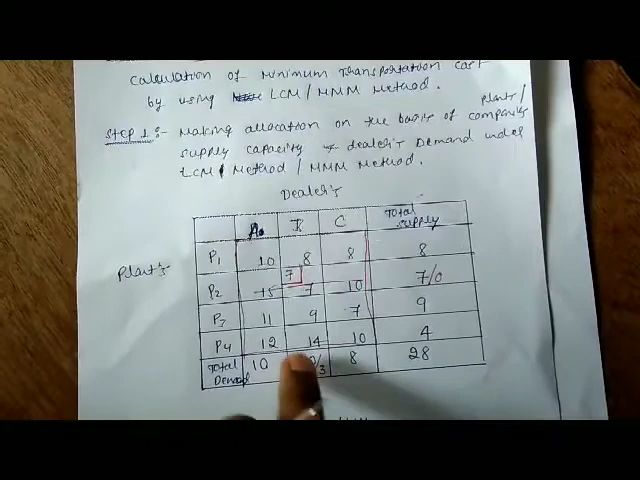 Calculation of Minimum Transportation Cost
by using LCM / MMM Method.
Step 1:- Making allocation on the basis of company's plants/
supply capacity & dealer's Demand under
LCM Method / MMM Method.
Dealer's
A B C Total Supply
Plant's
P1 10 8 8 8
P2 15 7 7 10 7/0
P3 11 9 7 9
P4 12 14 10 4
Total Demand 10 /3 8 28